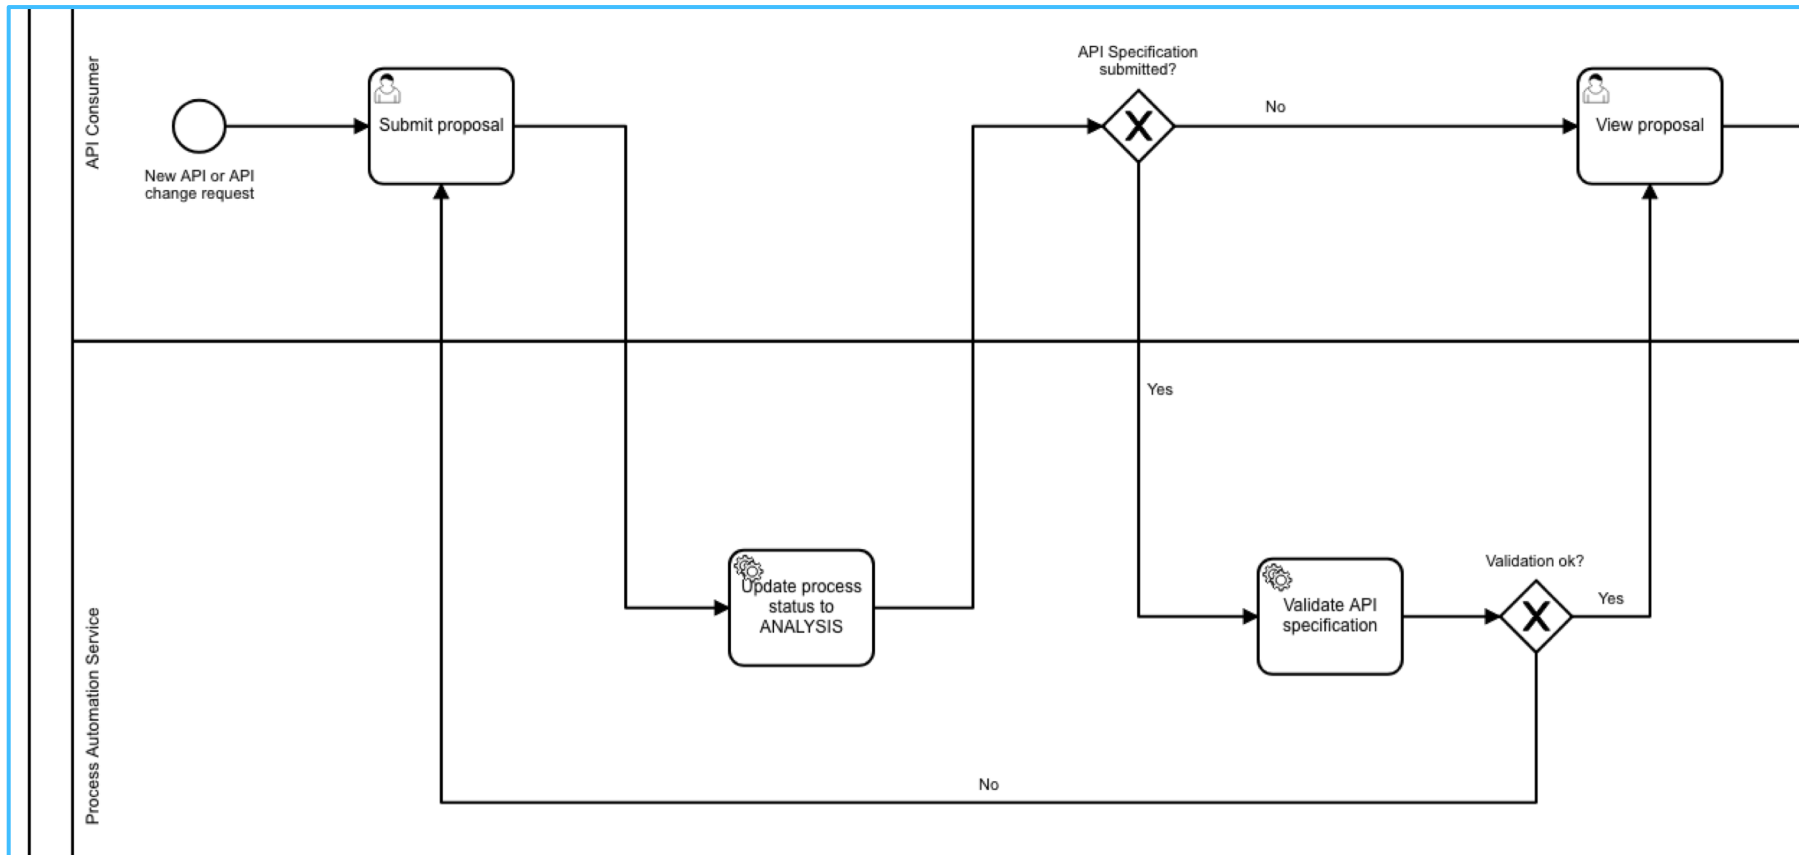 API Consumer
New API or API
change request
Submit proposal
API Specification
submitted?
No
View proposal
Yes
Process Automation Service
Update process
status to
ANALYSIS
Validate API
specification
Validation ok?
Yes
No